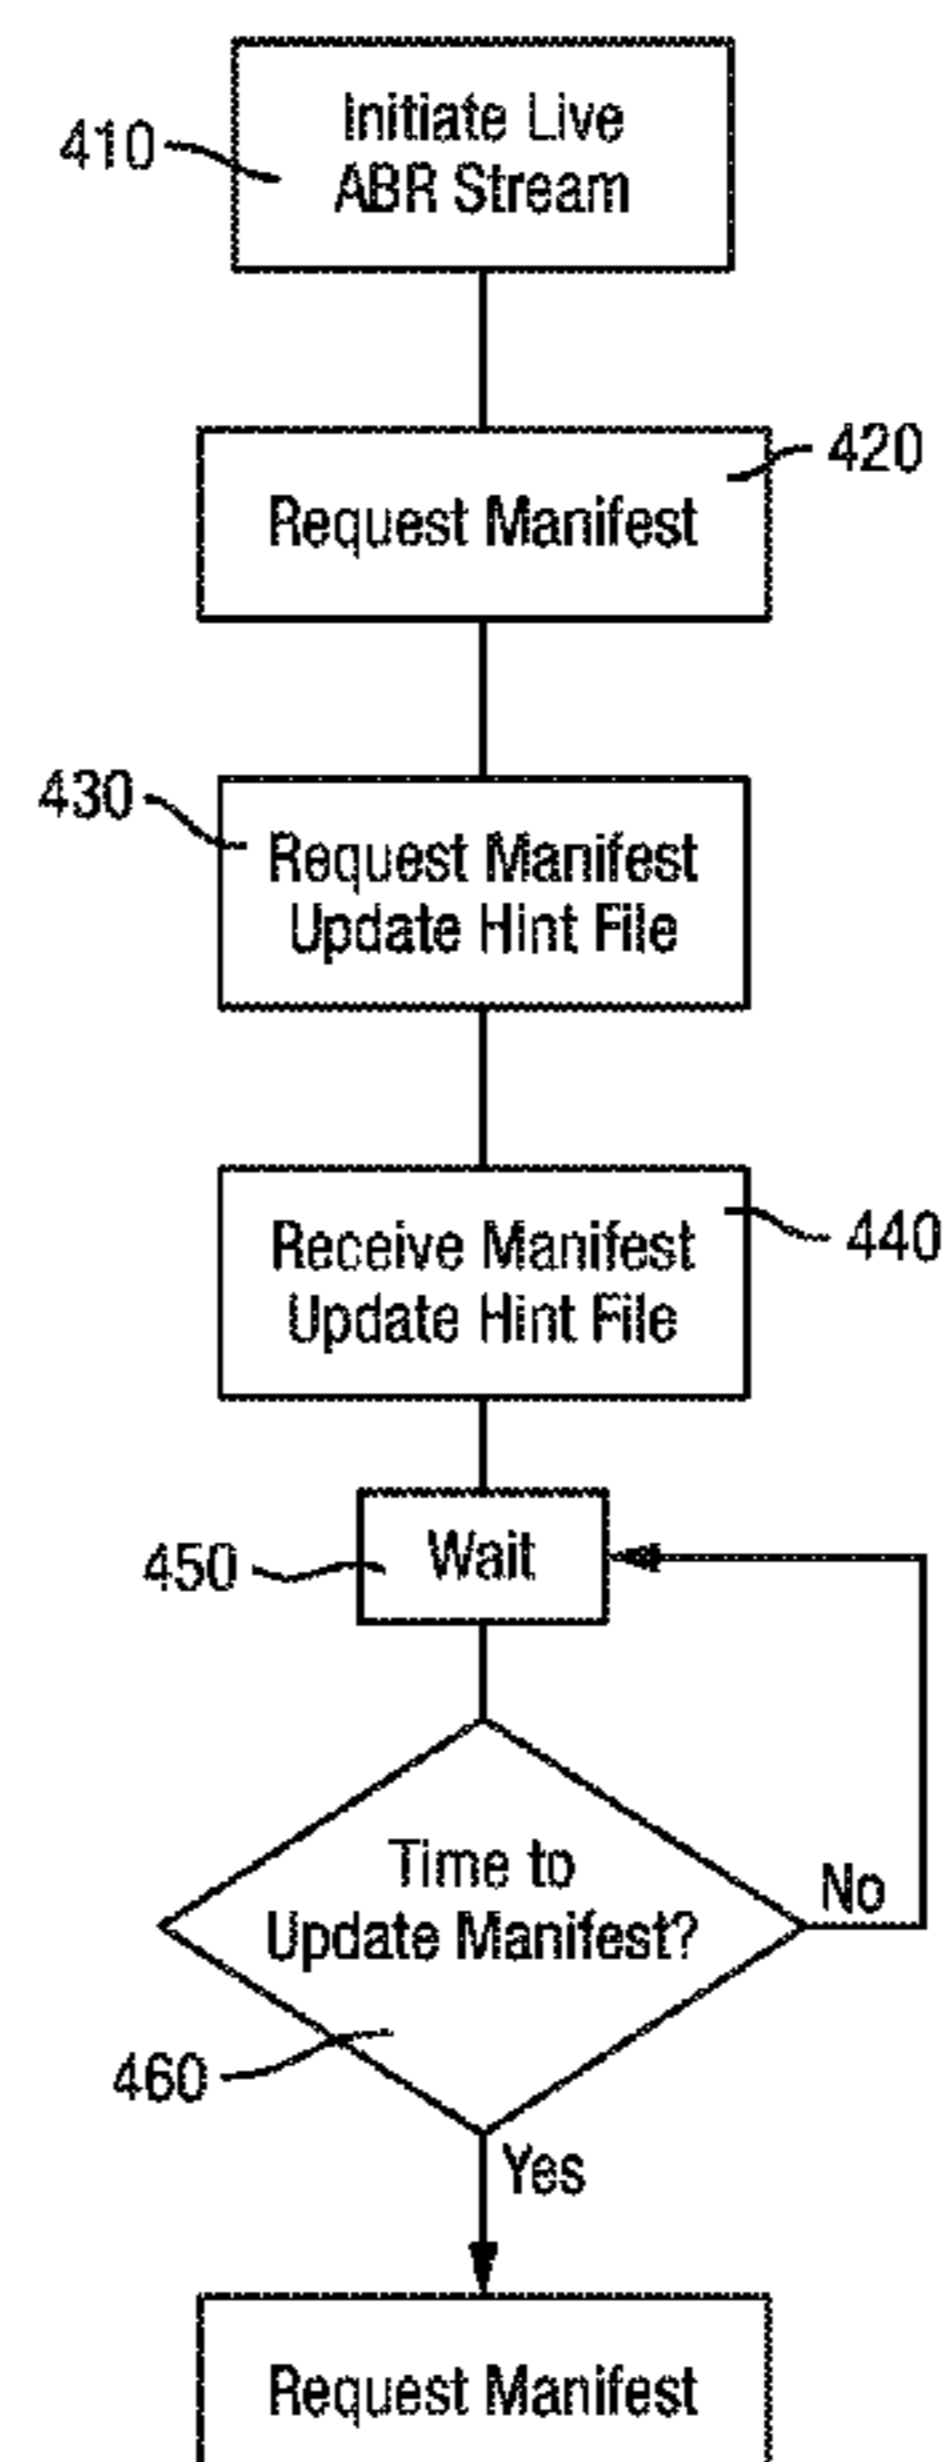 Initiate Live
ABR Stream
410
420
Request Manifest
430
Request Manifest
Update Hint File
440
Receive Manifest
Update Hint File
450
Wait
Time to
Update Manifest?
No
460
Yes
Request Manifest